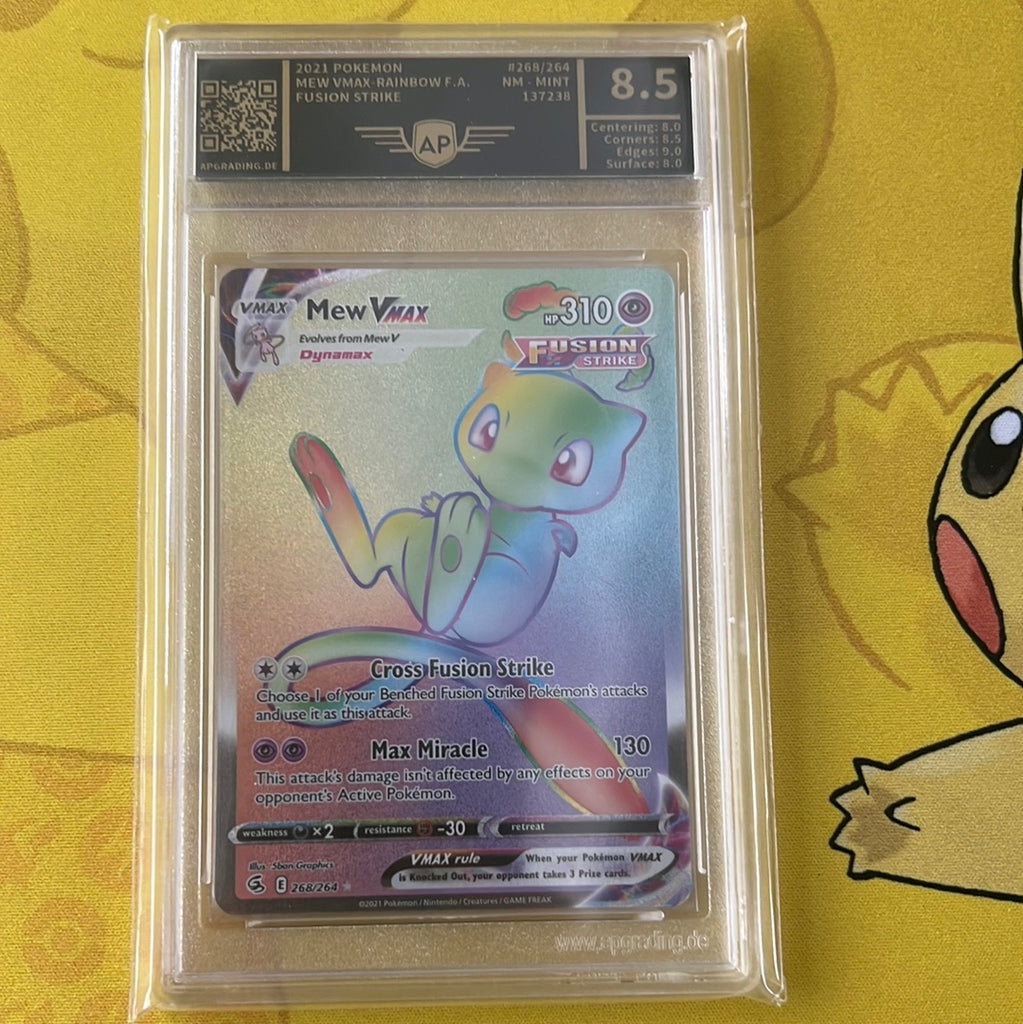 2021 POKEMON #268/264
MEW VMAX-RAINBOW F.A. NM - MINT
FUSION STRIKE 137238
8.5
Centering: 8.0
Corners: 8.5
Edges: 9.0
Surface: 8.0
AP
APGRADING.DE
VMAX Mew VMAX HP 310
Evolves from Mew V
Dynamax
FUSION
STRIKE
Cross Fusion Strike
Choose 1 of your Benched Fusion Strike Pokémon's attacks
and use it as this attack.
Max Miracle 130
This attack's damage isn't affected by any effects on your
opponent's Active Pokémon.
weakness ×2 resistance -30 retreat
VMAX rule When your Pokémon VMAX
is Knocked Out, your opponent takes 3 Prize cards.
Illus. 5ban Graphics
E 268/264
©2021 Pokémon / Nintendo / Creatures / GAME FREAK
www.apgrading.de